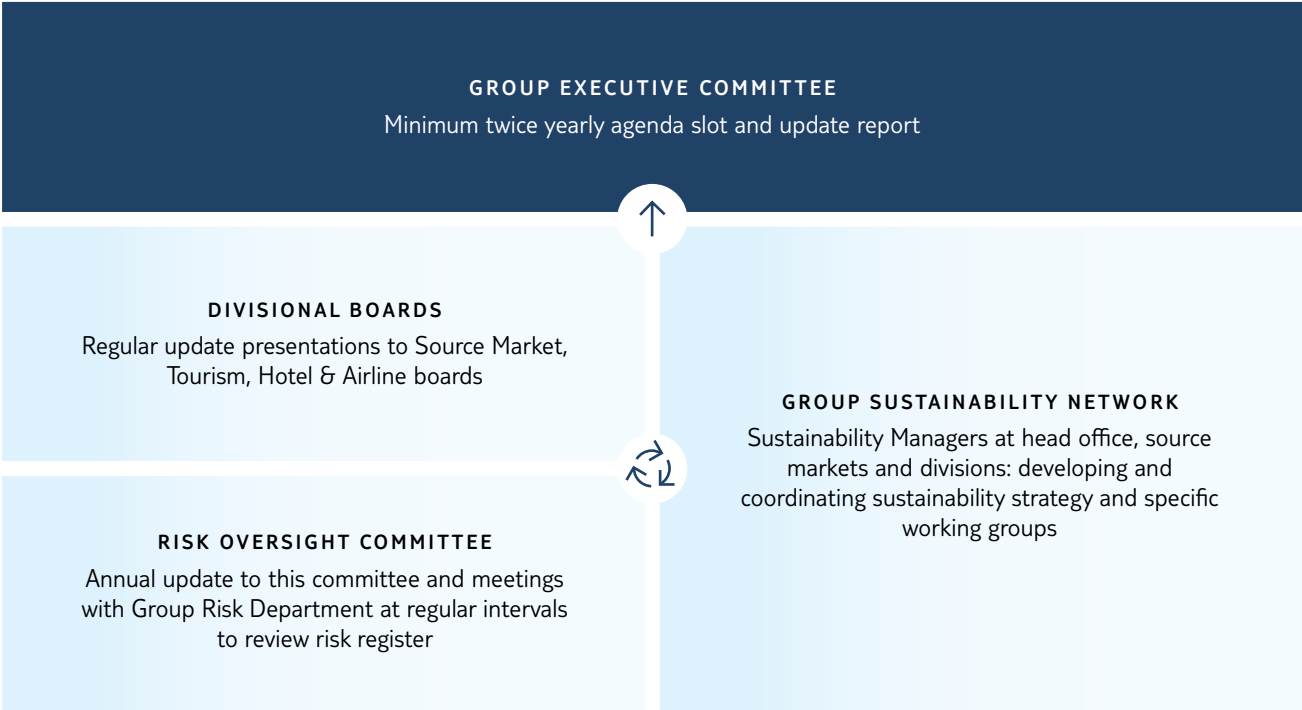 GROUP EXECUTIVE COMMITTEE
Minimum twice yearly agenda slot and update report
DIVISIONAL BOARDS
Regular update presentations to Source Market,
Tourism, Hotel & Airline boards
RISK OVERSIGHT COMMITTEE
Annual update to this committee and meetings
with Group Risk Department at regular intervals
to review risk register
GROUP SUSTAINABILITY NETWORK
Sustainability Managers at head office, source
markets and divisions: developing and
coordinating sustainability strategy and specific
working groups